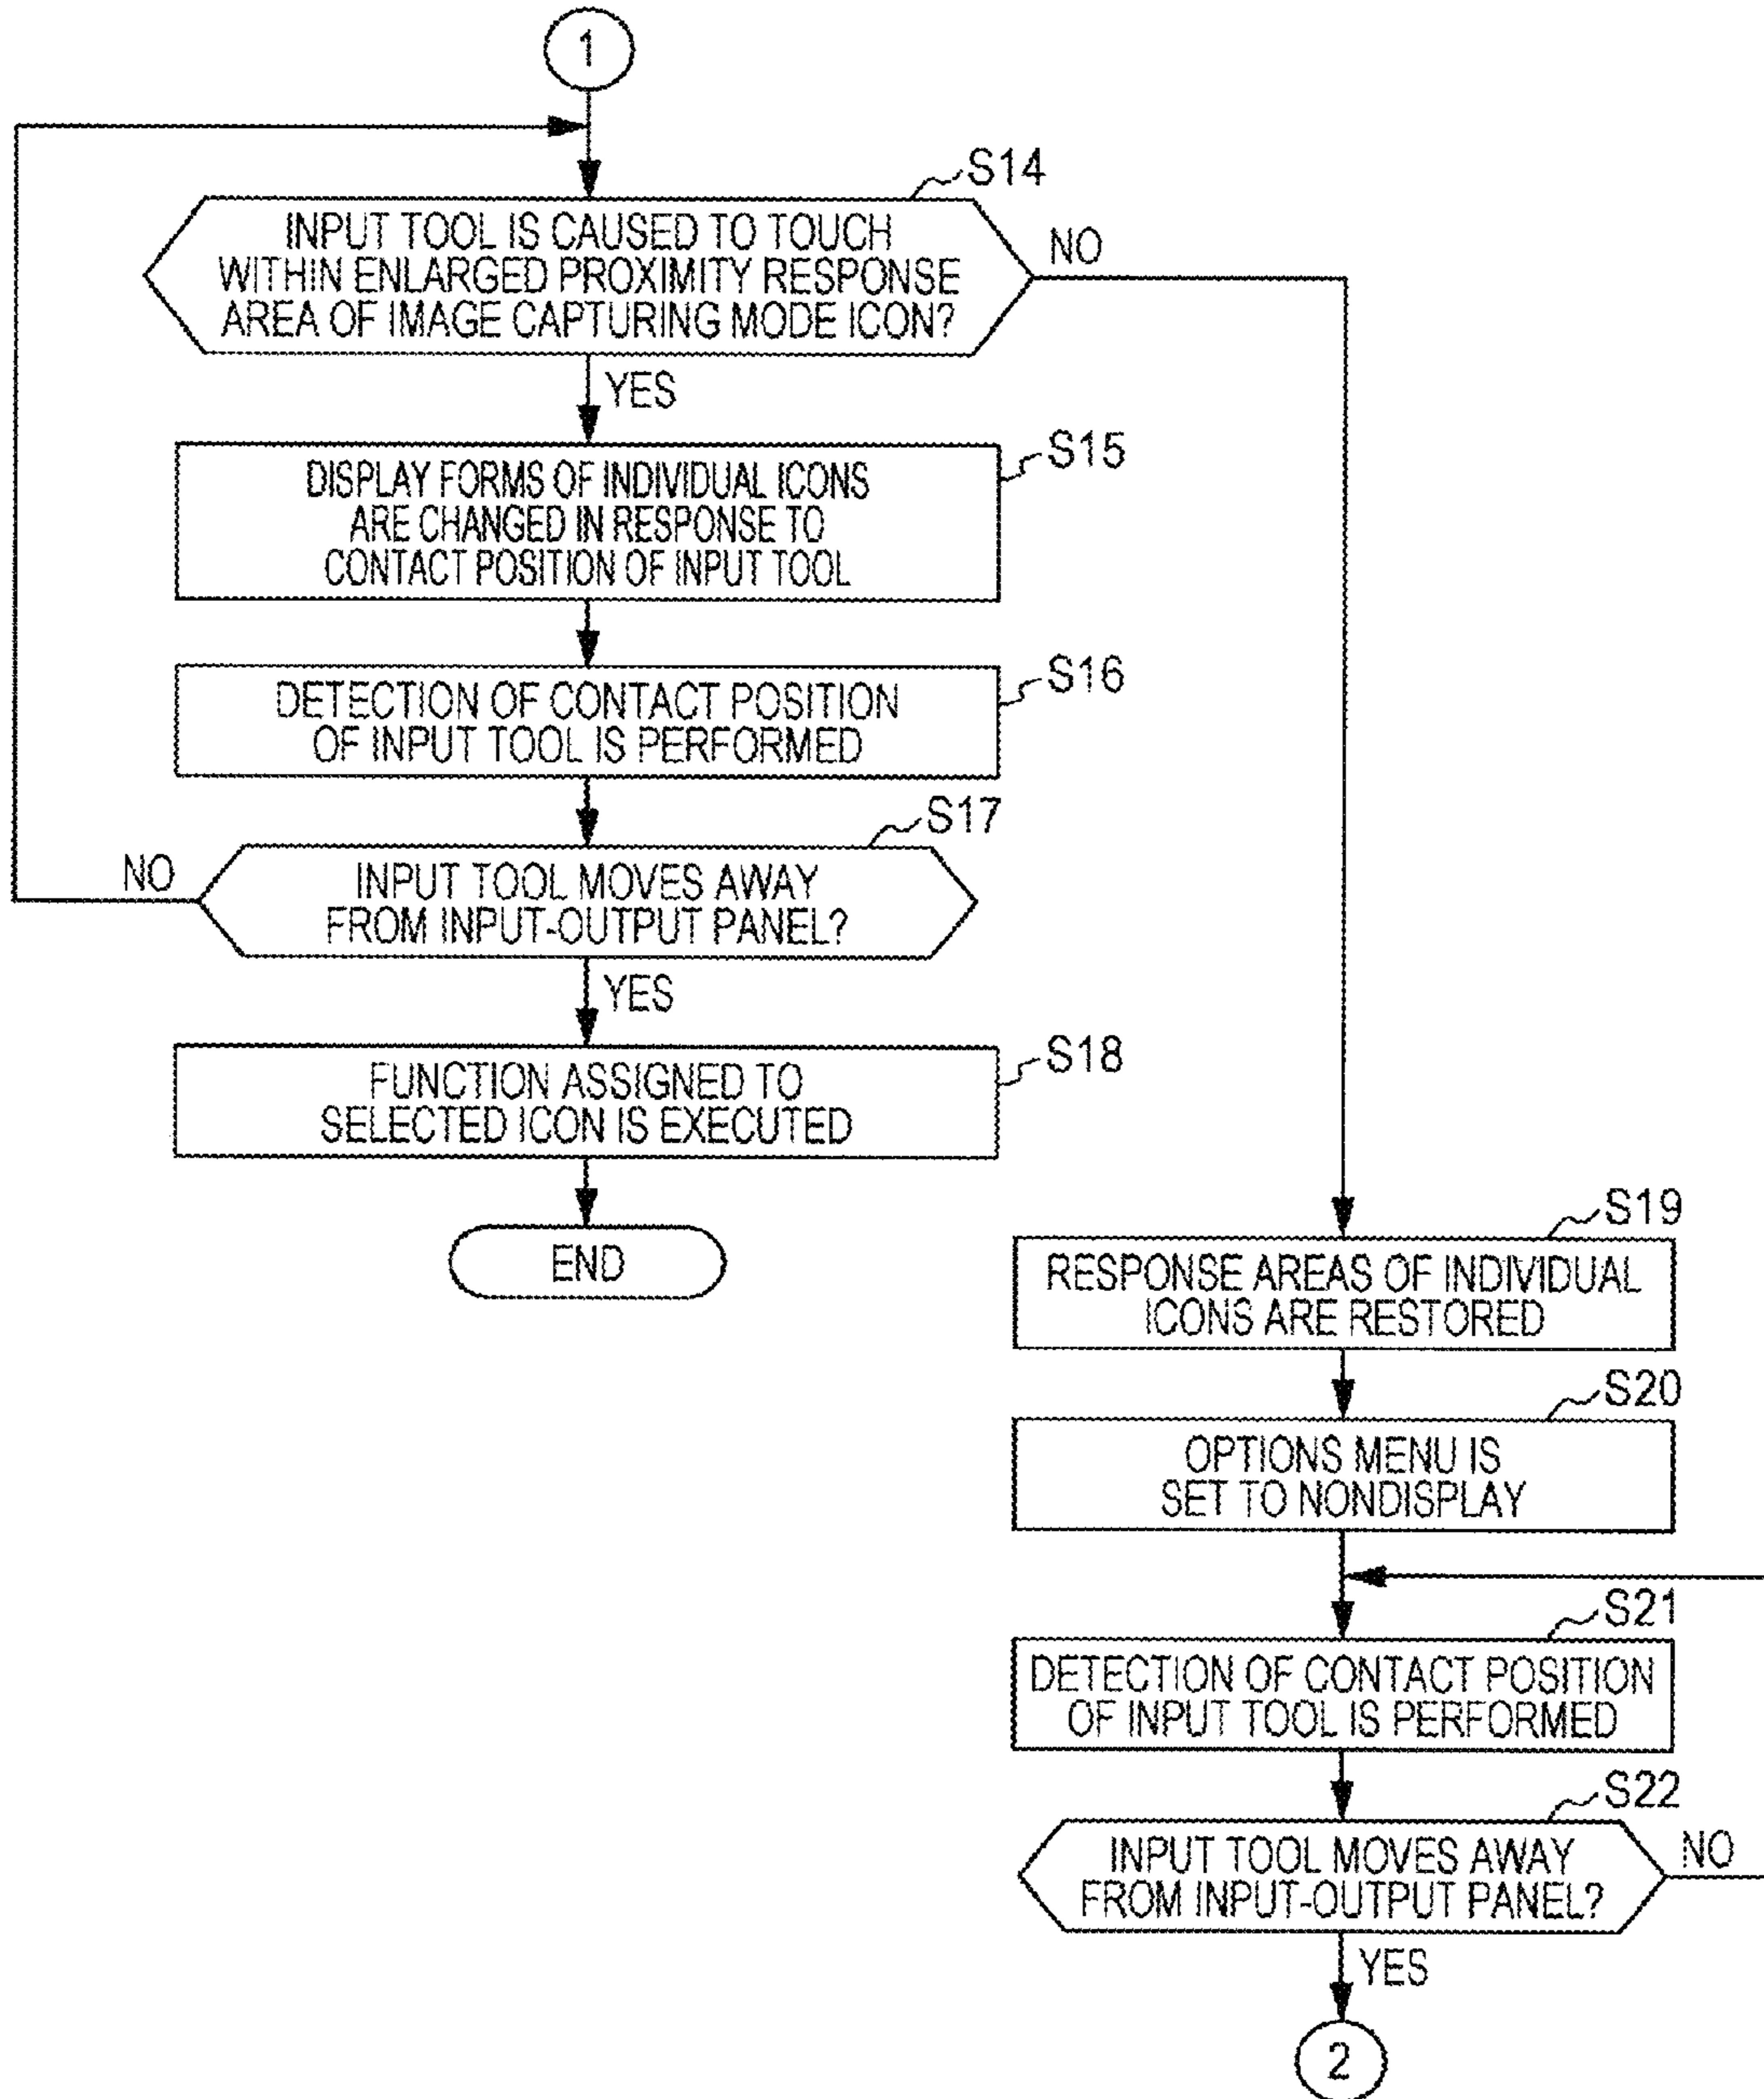 1
S14
INPUT TOOL IS CAUSED TO TOUCH
WITHIN ENLARGED PROXIMITY RESPONSE
AREA OF IMAGE CAPTURING MODE ICON?
NO
YES
S15
DISPLAY FORMS OF INDIVIDUAL ICONS
ARE CHANGED IN RESPONSE TO
CONTACT POSITION OF INPUT TOOL
S16
DETECTION OF CONTACT POSITION
OF INPUT TOOL IS PERFORMED
S17
NO
INPUT TOOL MOVES AWAY
FROM INPUT-OUTPUT PANEL?
YES
S18
FUNCTION ASSIGNED TO
SELECTED ICON IS EXECUTED
END
S19
RESPONSE AREAS OF INDIVIDUAL
ICONS ARE RESTORED
S20
OPTIONS MENU IS
SET TO NONDISPLAY
S21
DETECTION OF CONTACT POSITION
OF INPUT TOOL IS PERFORMED
S22
INPUT TOOL MOVES AWAY
FROM INPUT-OUTPUT PANEL?
NO
YES
2